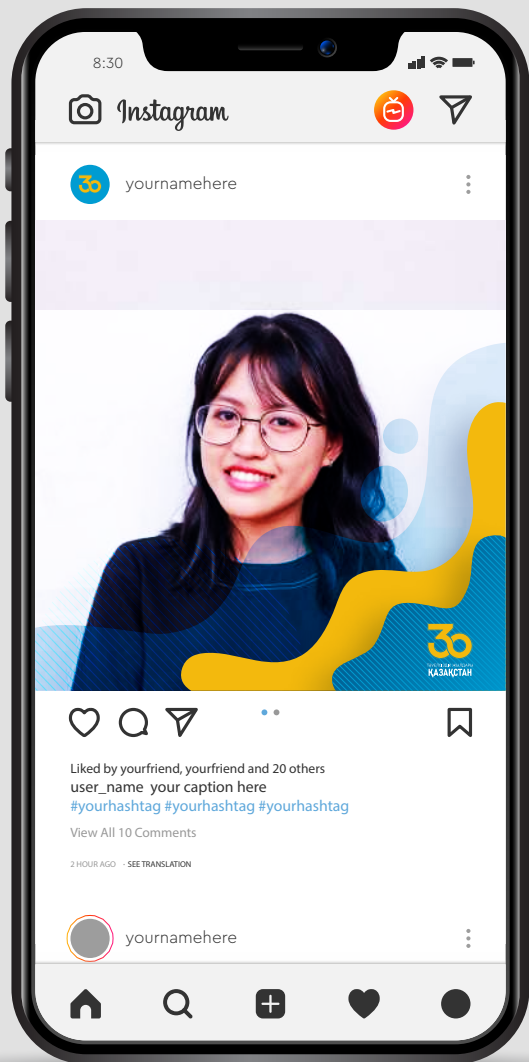 8:30
Instagram
30
yournamehere
30
ҚАЗАҚСТАН
Liked by yourfriend, yourfriend and 20 others
user_name your caption here
#yourhashtag #yourhashtag #yourhashtag
View All 10 Comments
2 HOUR AGO · SEE TRANSLATION
yournamehere